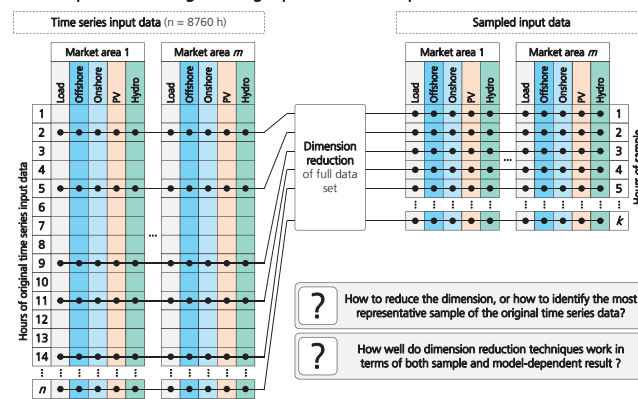 Time series input data (n = 8760 h)
Sampled input data
Market area 1
Market area m
Market area 1
Market area m
Load
Offshore
Onshore
PV
Hydro
Load
Offshore
Onshore
PV
Hydro
Load
Offshore
Onshore
PV
Hydro
Load
Offshore
Onshore
PV
Hydro
Hours of original time series input data
1
2
3
4
5
6
7
8
9
10
11
12
13
14
⋮
n
...
Dimension
reduction
of full data
set
...
1
2
3
4
5
⋮
k
Hours of sample
?
How to reduce the dimension, or how to identify the most
representative sample of the original time series data?
?
How well do dimension reduction techniques work in
terms of both sample and model-dependent result ?